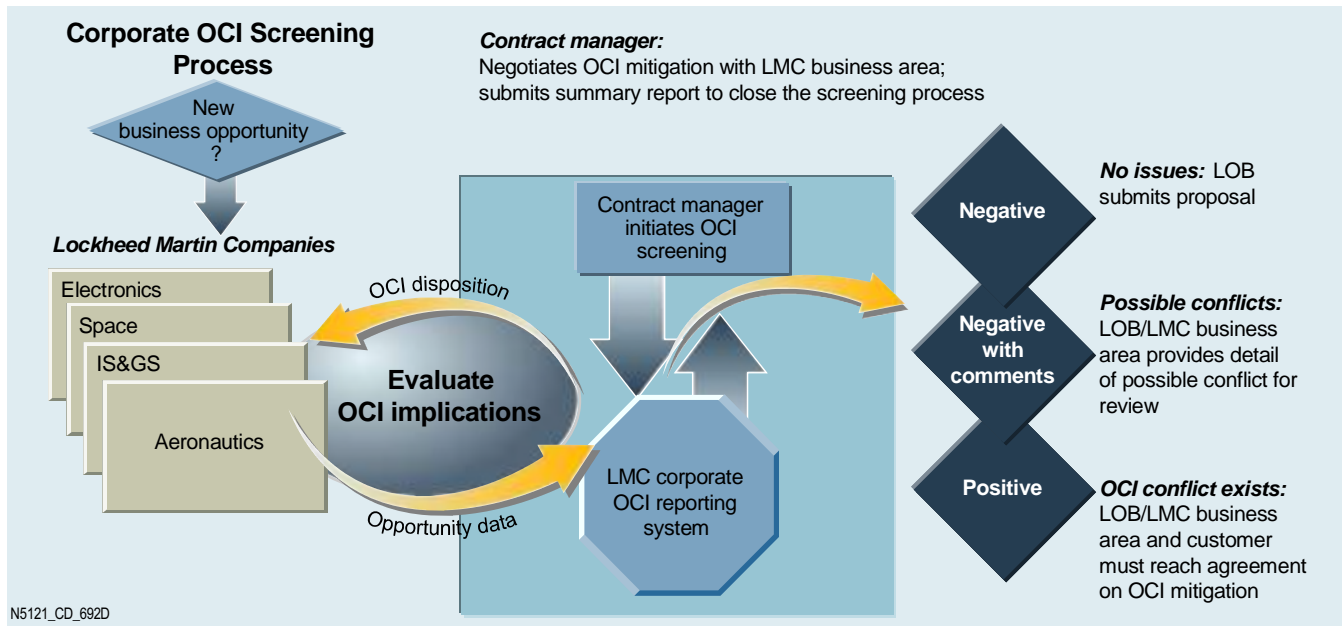 Corporate OCI Screening
Process
New
business opportunity
?
Contract manager:
Negotiates OCI mitigation with LMC business area;
submits summary report to close the screening process
Lockheed Martin Companies
Electronics
Space
IS&GS
Aeronautics
OCI disposition
Evaluate
OCI implications
Opportunity data
Contract manager
initiates OCI
screening
LMC corporate
OCI reporting
system
Negative
No issues: LOB
submits proposal
Negative
with
comments
Possible conflicts:
LOB/LMC business
area provides detail
of possible conflict for
review
Positive
OCI conflict exists:
LOB/LMC business
area and customer
must reach agreement
on OCI mitigation
N5121_CD_692D